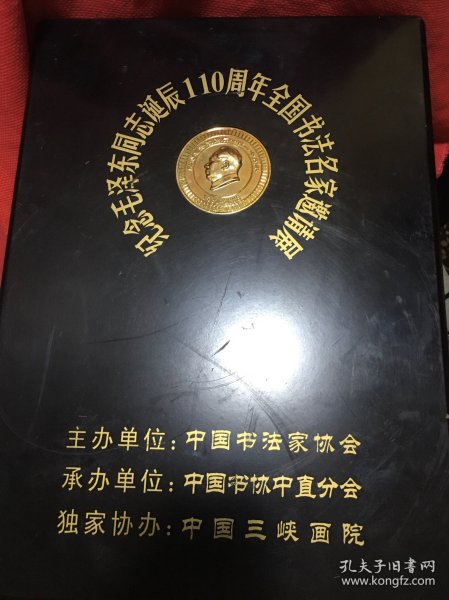 纪念毛泽东同志诞辰110周年全国书法名家邀请展
主办单位：中国书法家协会
承办单位：中国书协中直分会
独家协办：中国三峡画院
孔夫子旧书网
www.kongfz.com